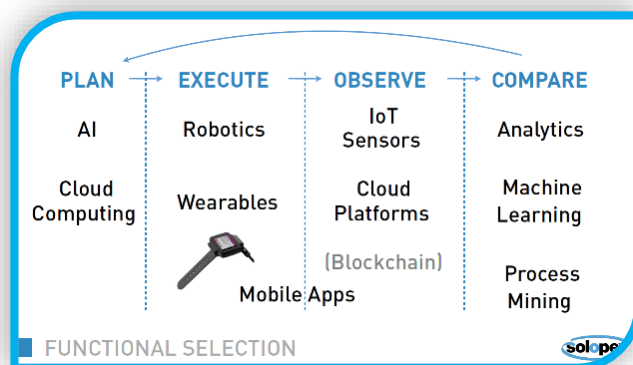 PLAN
EXECUTE
OBSERVE
COMPARE
AI
Cloud
Computing
Robotics
Wearables
IoT
Sensors
Cloud
Platforms
(Blockchain)
Mobile Apps
Analytics
Machine
Learning
Process
Mining
FUNCTIONAL SELECTION